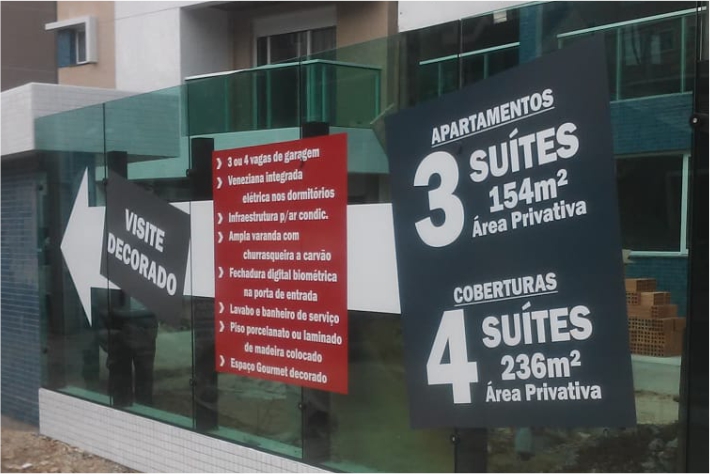 VISITE
DECORADO
3 ou 4 vagas de garagem
Veneziana integrada
elétrica nos dormitórios
Infraestrutura p/ar condic.
Ampla varanda com
churrasqueira a carvão
Fechadura digital biométrica
na porta de entrada
Lavabo e banheiro de serviço
Piso porcelanato ou laminado
de madeira colocado
Espaço Gourmet decorado
APARTAMENTOS
3 SUÍTES
154m²
Área Privativa
COBERTURAS
4 SUÍTES
236m²
Área Privativa